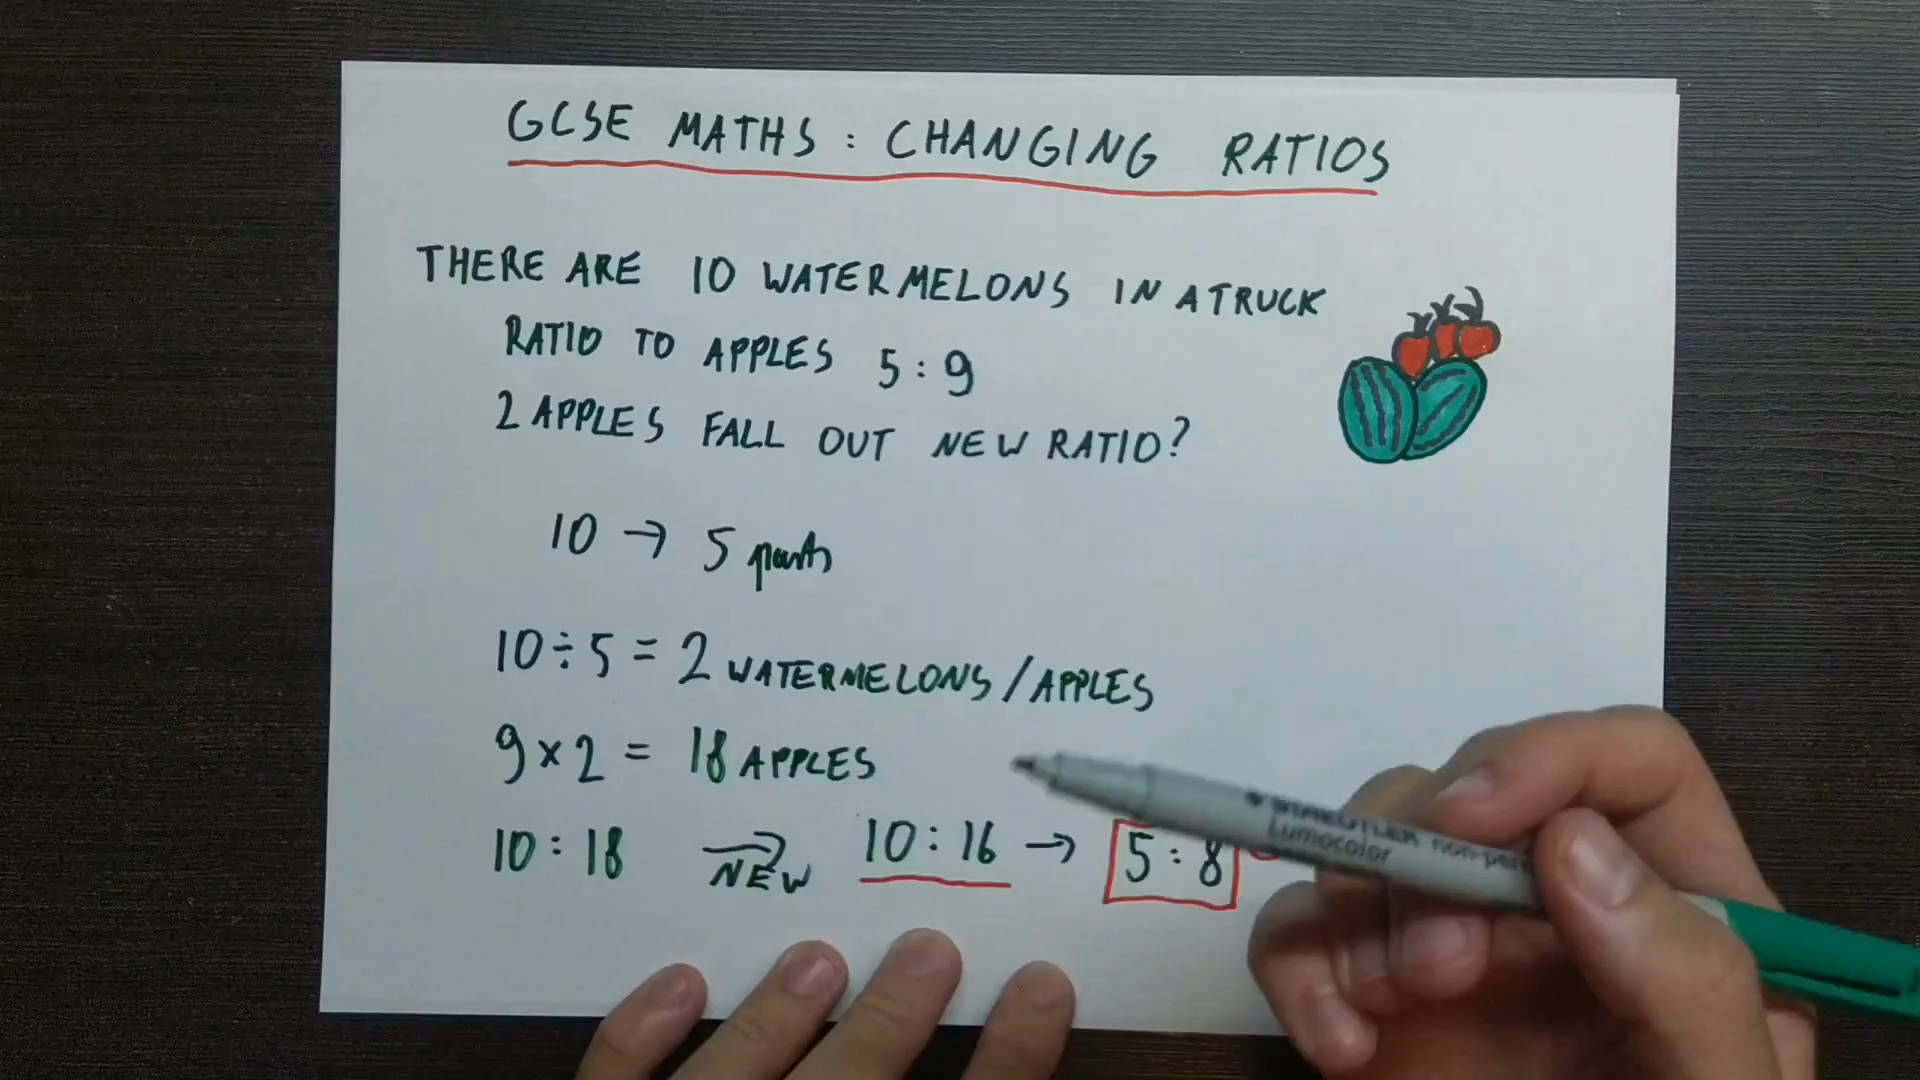 GCSE MATHS : CHANGING RATIOS
THERE ARE 10 WATERMELONS IN A TRUCK
RATIO TO APPLES 5 : 9
2 APPLES FALL OUT NEW RATIO?
10 → 5 parts
10 ÷ 5 = 2 WATERMELONS / APPLES
9 × 2 = 18 APPLES
10 : 18 → NEW 10 : 16 → 5 : 8
STAEDTLER
Lumocolor